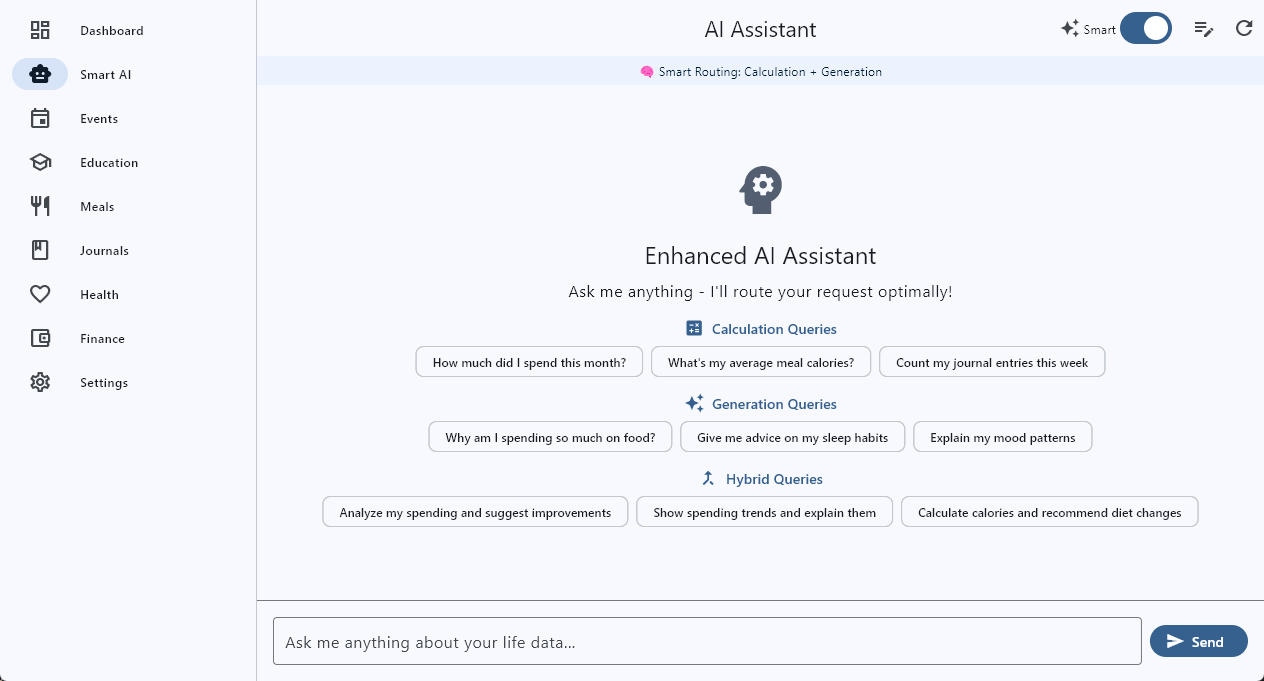 Dashboard
Smart AI
Events
Education
Meals
Journals
Health
Finance
Settings
AI Assistant
Smart
Smart Routing: Calculation + Generation
Enhanced AI Assistant
Ask me anything - I'll route your request optimally!
Calculation Queries
How much did I spend this month? What's my average meal calories? Count my journal entries this week
Generation Queries
Why am I spending so much on food? Give me advice on my sleep habits Explain my mood patterns
Hybrid Queries
Analyze my spending and suggest improvements Show spending trends and explain them Calculate calories and recommend diet changes
Ask me anything about your life data...
Send